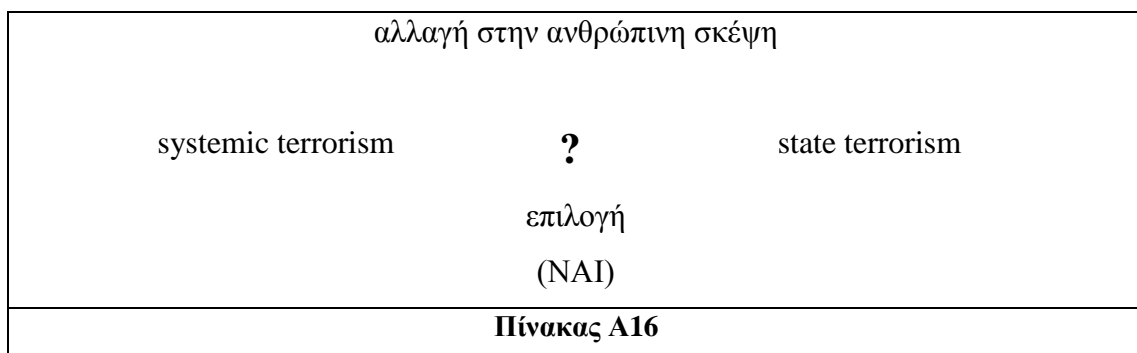 αλλαγή στην ανθρώπινη σκέψη
systemic terrorism ? state terrorism
επιλογή
(ΝΑΙ)
Πίνακας Α16